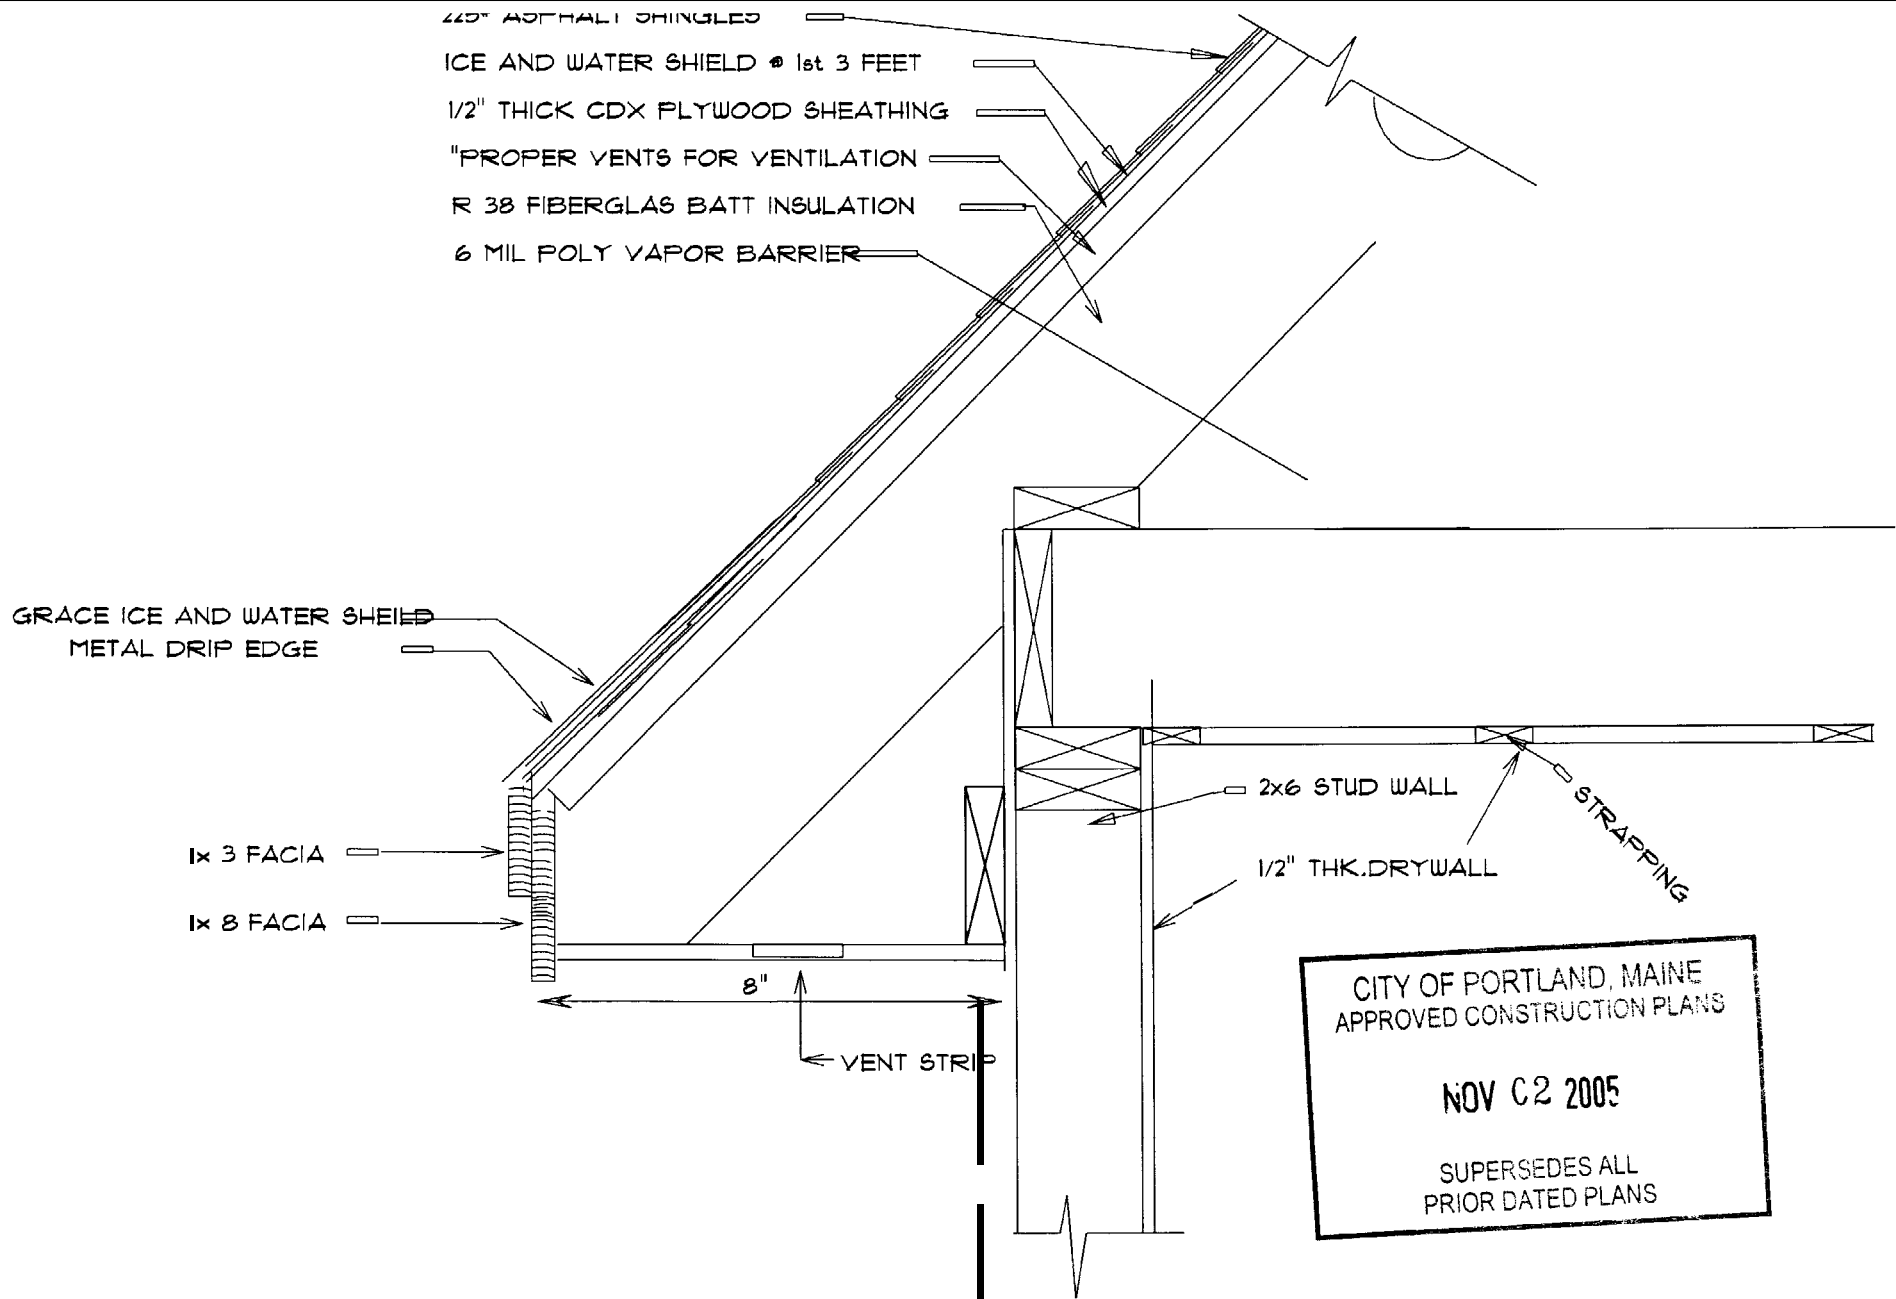 225# ASPHALT SHINGLES
ICE AND WATER SHIELD @ 1st 3 FEET
1/2" THICK CDX PLYWOOD SHEATHING
"PROPER VENTS FOR VENTILATION
R 38 FIBERGLAS BATT INSULATION
6 MIL POLY VAPOR BARRIER
GRACE ICE AND WATER SHEILD
METAL DRIP EDGE
2x6 STUD WALL
STRAPPING
1x 3 FACIA
1/2" THK.DRYWALL
1x 8 FACIA
8"
VENT STRIP
CITY OF PORTLAND, MAINE
APPROVED CONSTRUCTION PLANS
NOV 02 2005
SUPERSEDES ALL
PRIOR DATED PLANS